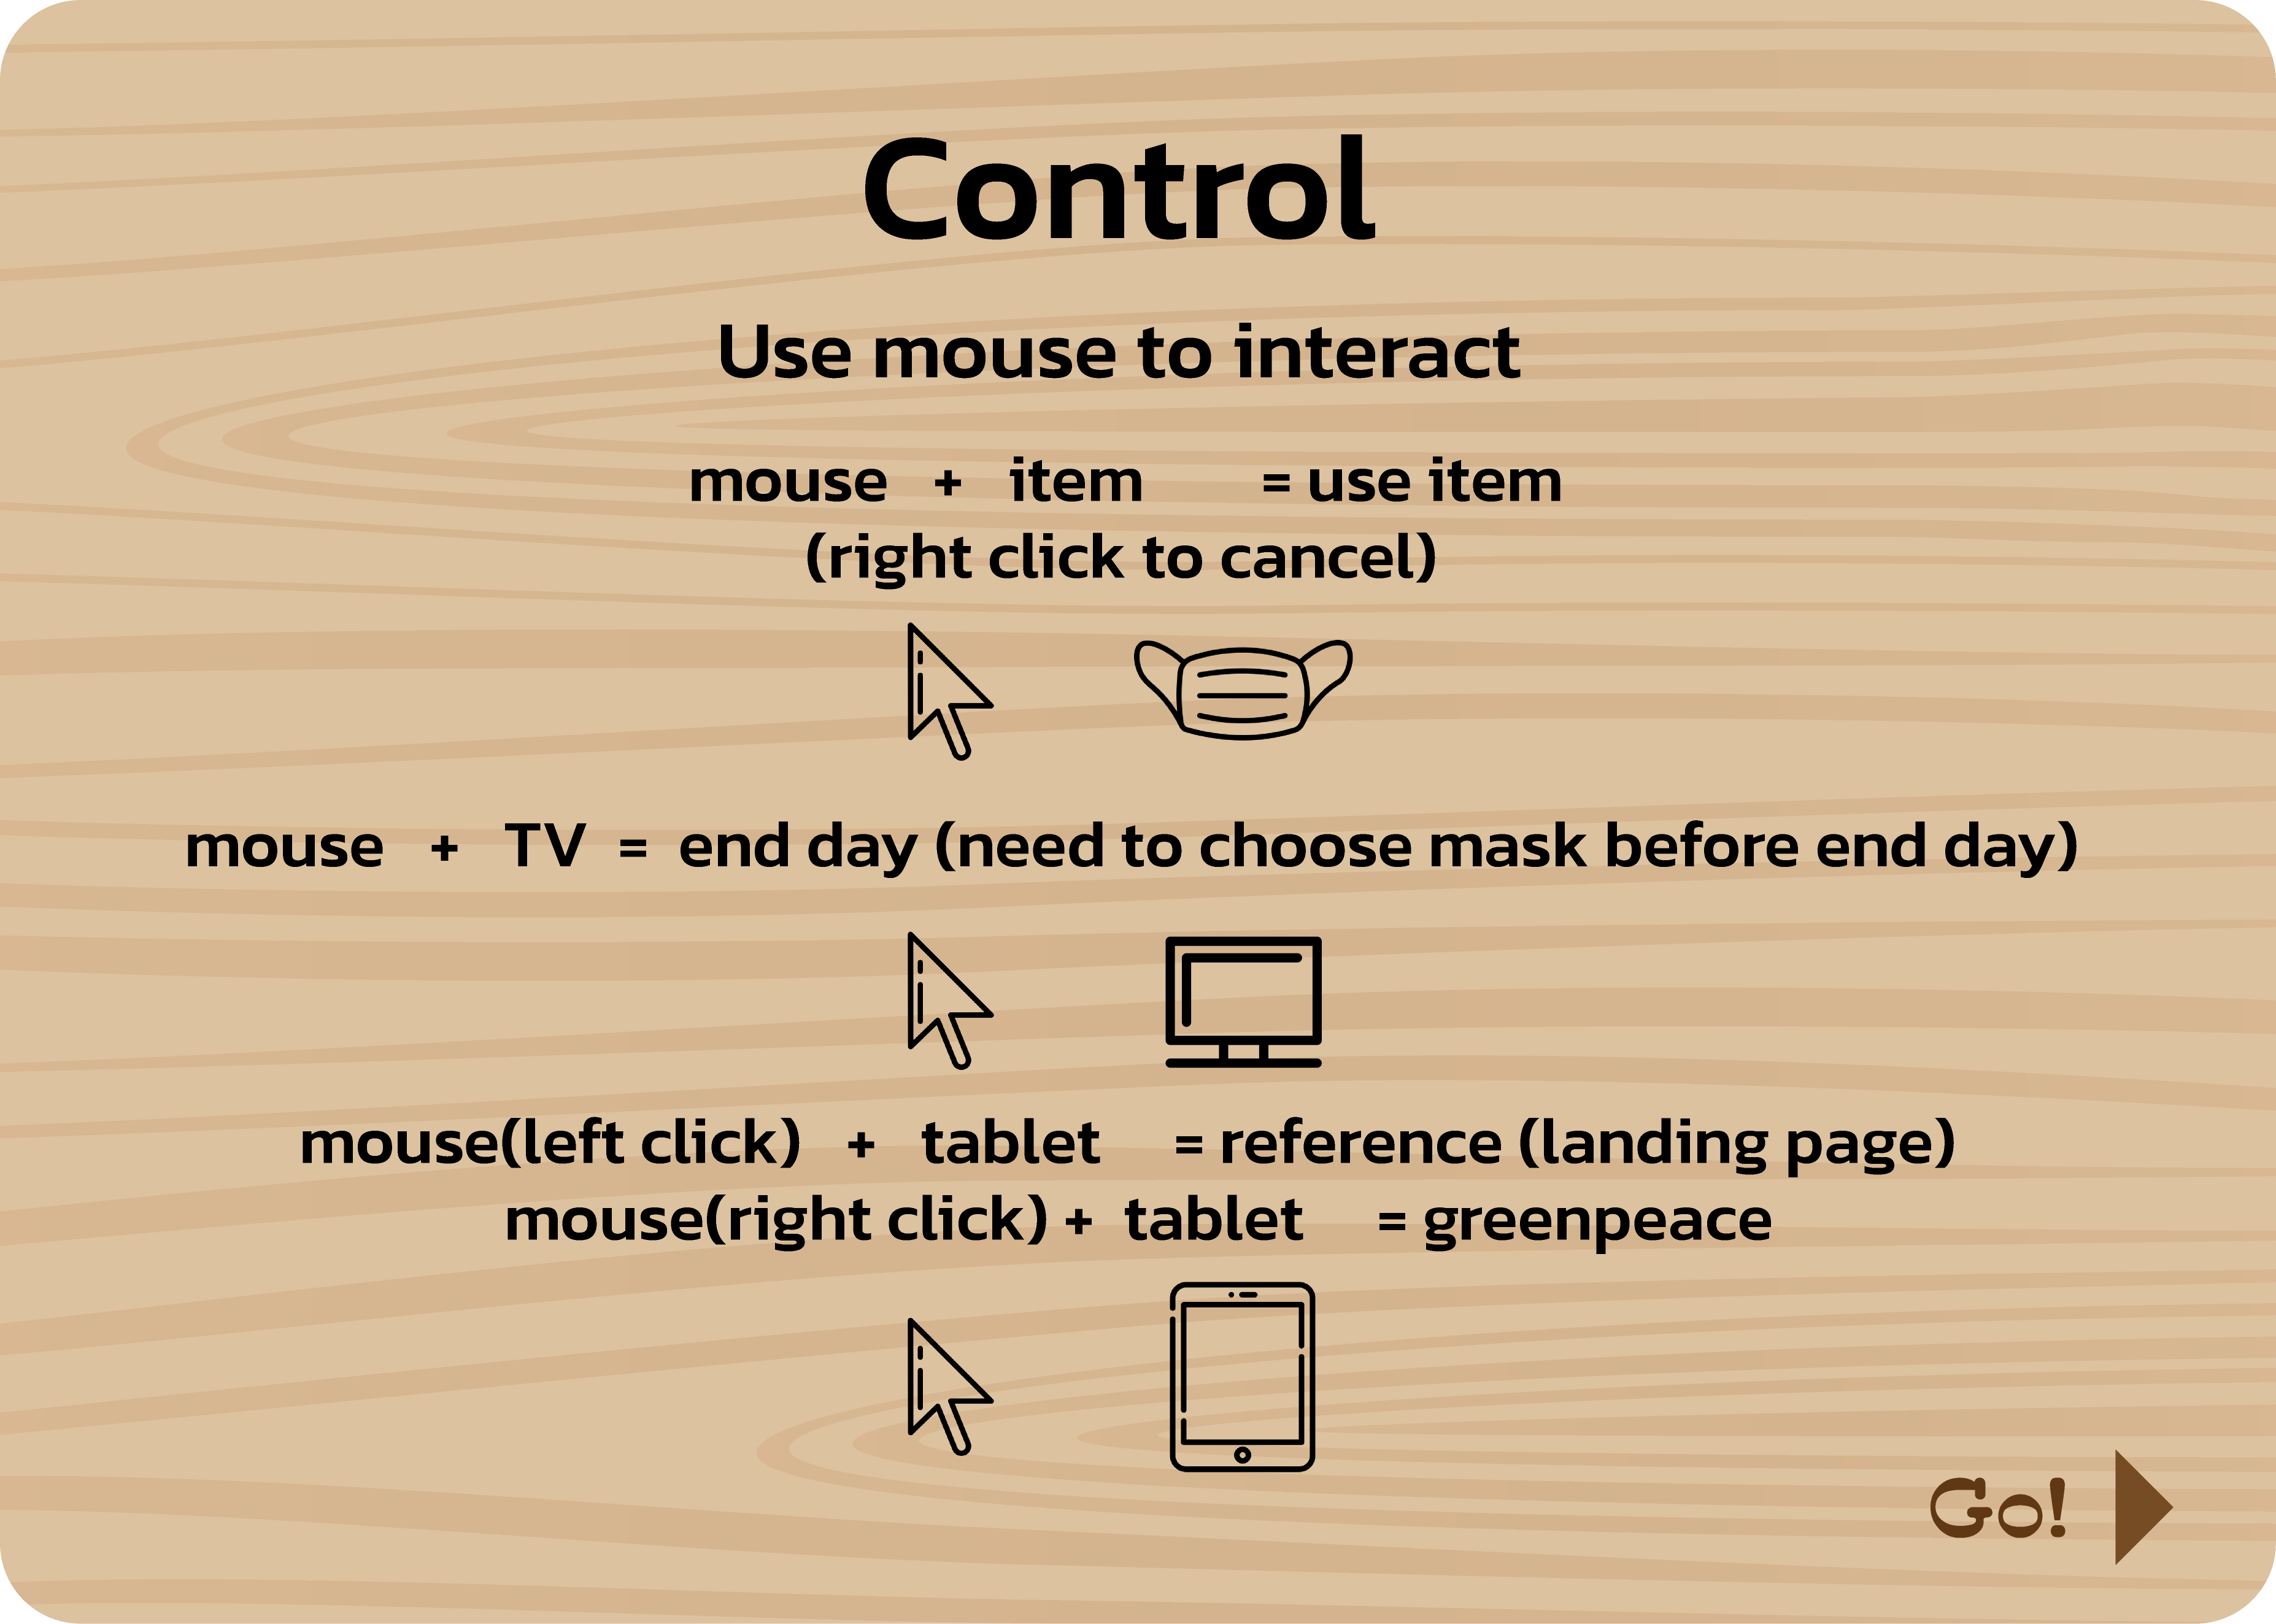 Control
Use mouse to interact
mouse + item = use item
(right click to cancel)
mouse + TV = end day (need to choose mask before end day)
mouse(left click) + tablet = reference (landing page)
mouse(right click) + tablet = greenpeace
Go!